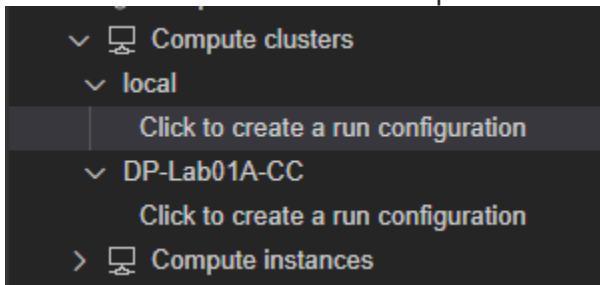 Compute clusters
local
Click to create a run configuration
DP-Lab01A-CC
Click to create a run configuration
Compute instances